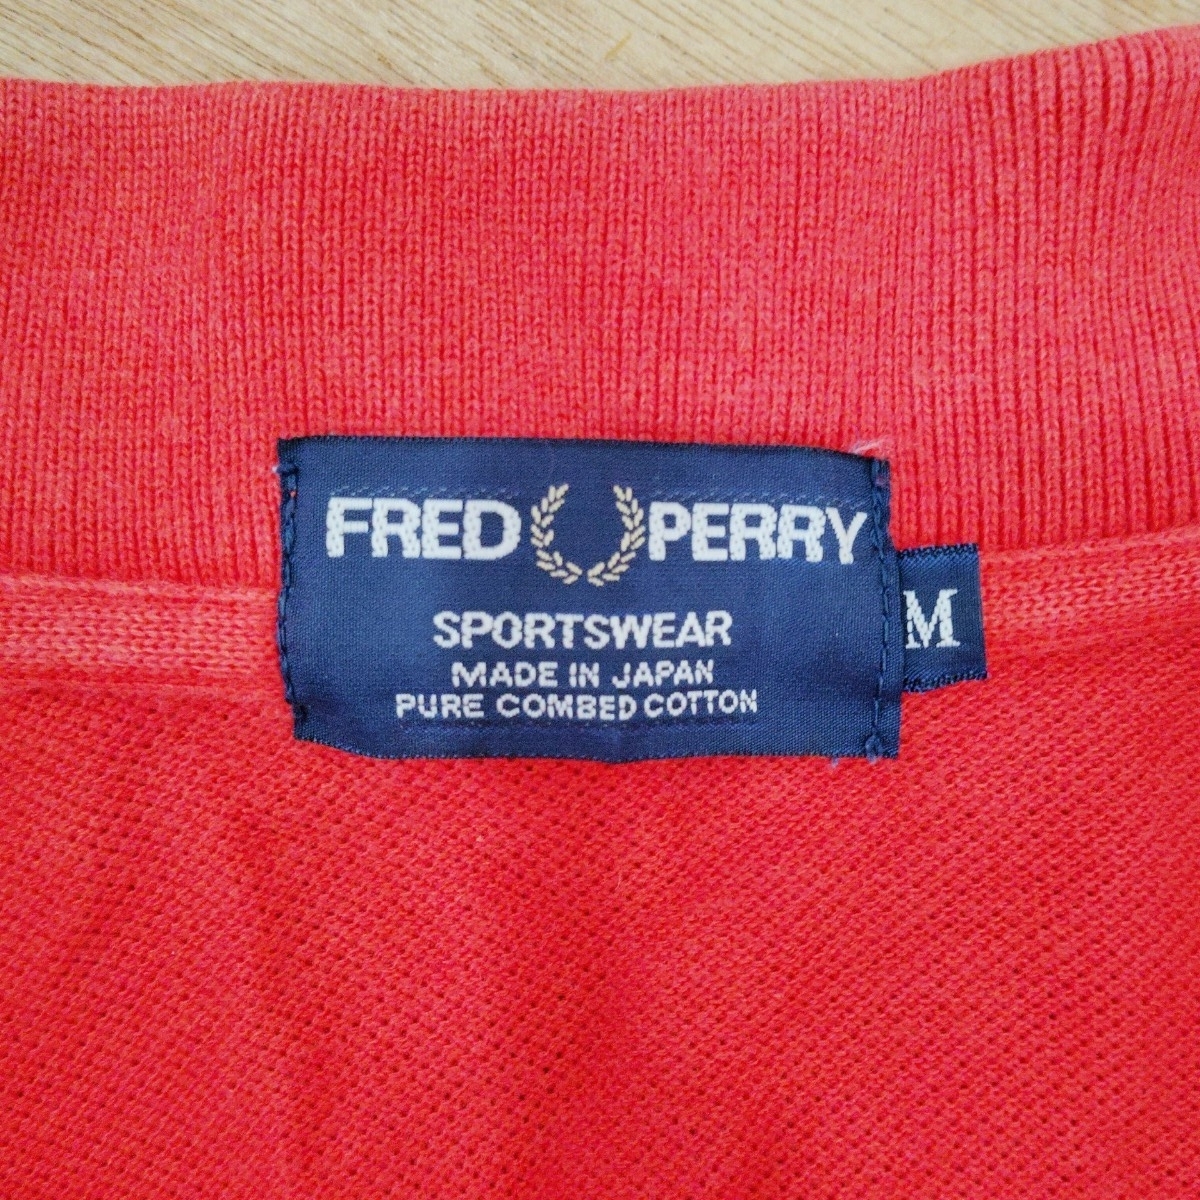 FRED PERRY
SPORTSWEAR
MADE IN JAPAN
PURE COMBED COTTON
M